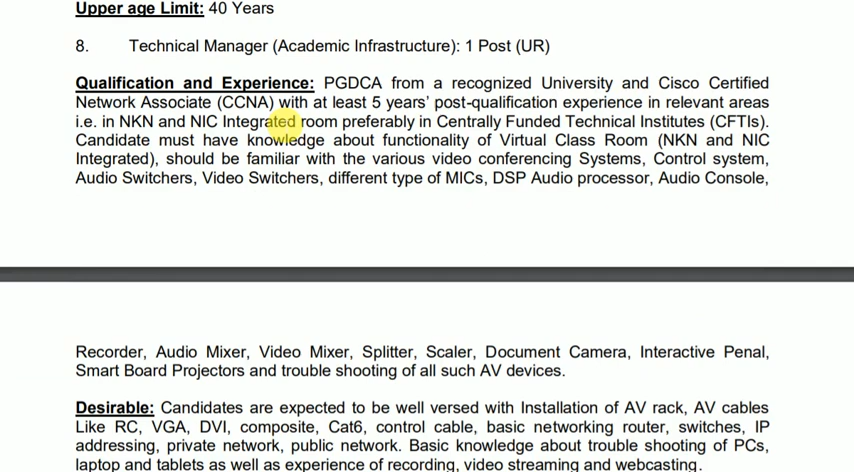 Upper age Limit: 40 Years
8. Technical Manager (Academic Infrastructure): 1 Post (UR)
Qualification and Experience: PGDCA from a recognized University and Cisco Certified
Network Associate (CCNA) with at least 5 years' post-qualification experience in relevant areas
i.e. in NKN and NIC Integrated room preferably in Centrally Funded Technical Institutes (CFTIs).
Candidate must have knowledge about functionality of Virtual Class Room (NKN and NIC
Integrated), should be familiar with the various video conferencing Systems, Control system,
Audio Switchers, Video Switchers, different type of MICs, DSP Audio processor, Audio Console,
Recorder, Audio Mixer, Video Mixer, Splitter, Scaler, Document Camera, Interactive Penal,
Smart Board Projectors and trouble shooting of all such AV devices.
Desirable: Candidates are expected to be well versed with Installation of AV rack, AV cables
Like RC, VGA, DVI, composite, Cat6, control cable, basic networking router, switches, IP
addressing, private network, public network. Basic knowledge about trouble shooting of PCs,
laptop and tablets as well as experience of recording, video streaming and webcasting.